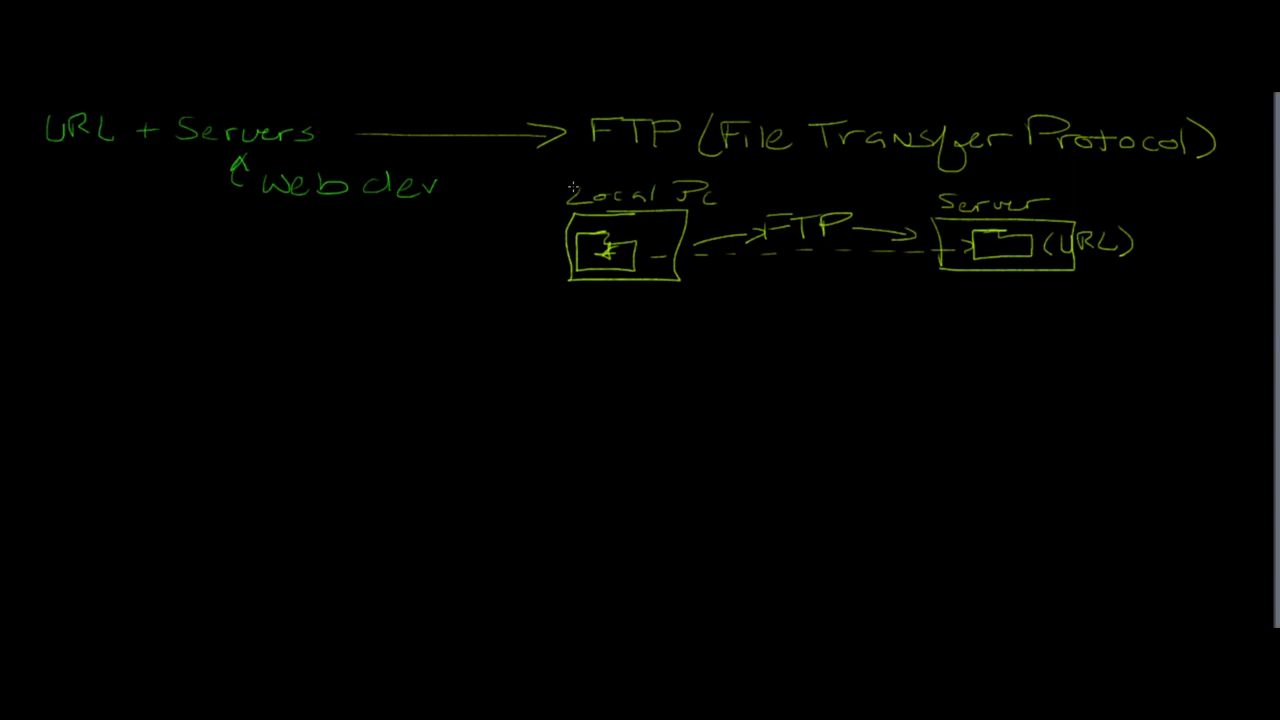 URL + Servers → FTP (File Transfer Protocol)
Web dev
Local Pc
Server
FTP
(URL)